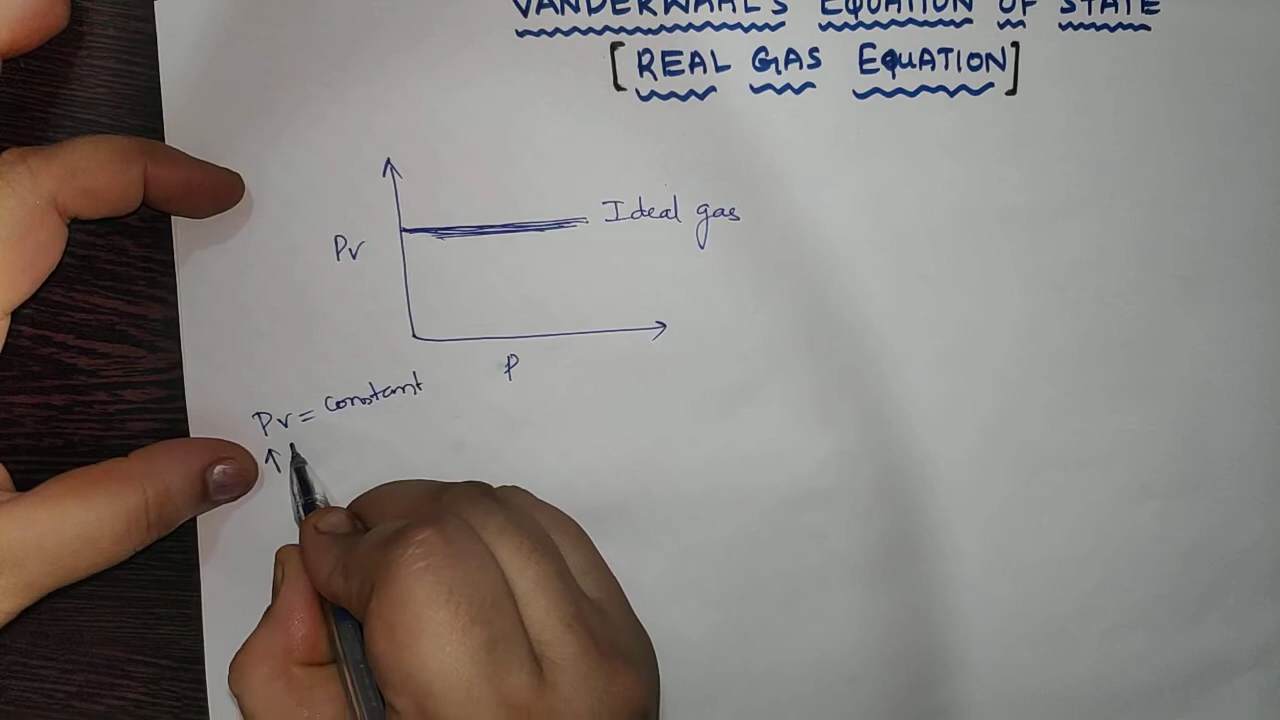 VANDERWAAL'S EQUATION OF STATE
[REAL GAS EQUATION]
Ideal gas
Pv
P
Pv = constant
↑